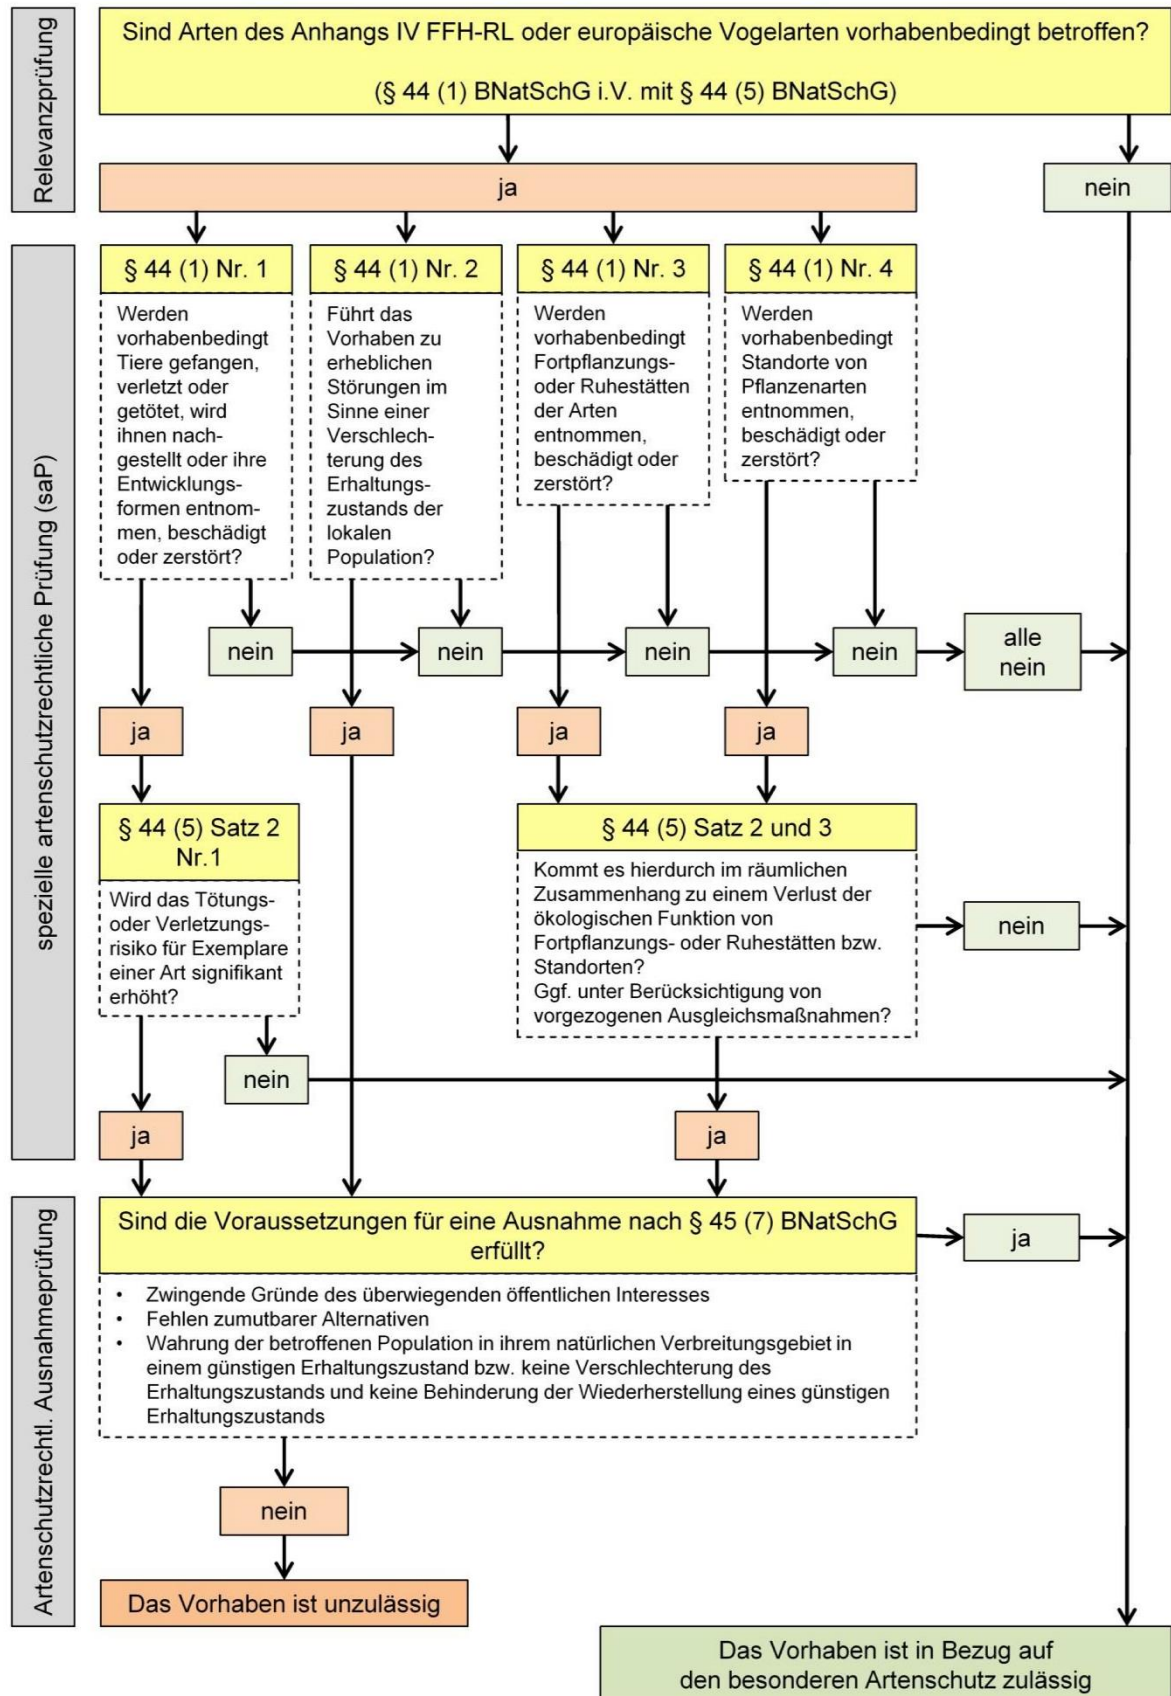 Relevanzprüfung
Sind Arten des Anhangs IV FFH-RL oder europäische Vogelarten vorhabenbedingt betroffen?
(§ 44 (1) BNatSchG i.V. mit § 44 (5) BNatSchG)
ja
nein
spezielle artenschutzrechtliche Prüfung (saP)
§ 44 (1) Nr. 1
Werden
vorhabenbedingt
Tiere gefangen,
verletzt oder
getötet, wird
ihnen nach-
gestellt oder ihre
Entwicklungs-
formen entnom-
men, beschädigt
oder zerstört?
§ 44 (1) Nr. 2
Führt das
Vorhaben zu
erheblichen
Störungen im
Sinne einer
Verschlech-
terung des
Erhaltungs-
zustands der
lokalen
Population?
§ 44 (1) Nr. 3
Werden
vorhabenbedingt
Fortpflanzungs-
oder Ruhestätten
der Arten
entnommen,
beschädigt oder
zerstört?
§ 44 (1) Nr. 4
Werden
vorhabenbedingt
Standorte von
Pflanzenarten
entnommen,
beschädigt oder
zerstört?
nein
nein
nein
nein
alle
nein
ja
ja
ja
ja
§ 44 (5) Satz 2
Nr.1
Wird das Tötungs-
oder Verletzungs-
risiko für Exemplare
einer Art signifikant
erhöht?
§ 44 (5) Satz 2 und 3
Kommt es hierdurch im räumlichen
Zusammenhang zu einem Verlust der
ökologischen Funktion von
Fortpflanzungs- oder Ruhestätten bzw.
Standorten?
Ggf. unter Berücksichtigung von
vorgezogenen Ausgleichsmaßnahmen?
nein
nein
ja
ja
Artenschutzrechtl. Ausnahmeprüfung
Sind die Voraussetzungen für eine Ausnahme nach § 45 (7) BNatSchG
erfüllt?
• Zwingende Gründe des überwiegenden öffentlichen Interesses
• Fehlen zumutbarer Alternativen
• Wahrung der betroffenen Population in ihrem natürlichen Verbreitungsgebiet in
einem günstigen Erhaltungszustand bzw. keine Verschlechterung des
Erhaltungszustands und keine Behinderung der Wiederherstellung eines günstigen
Erhaltungszustands
ja
nein
Das Vorhaben ist unzulässig
Das Vorhaben ist in Bezug auf
den besonderen Artenschutz zulässig